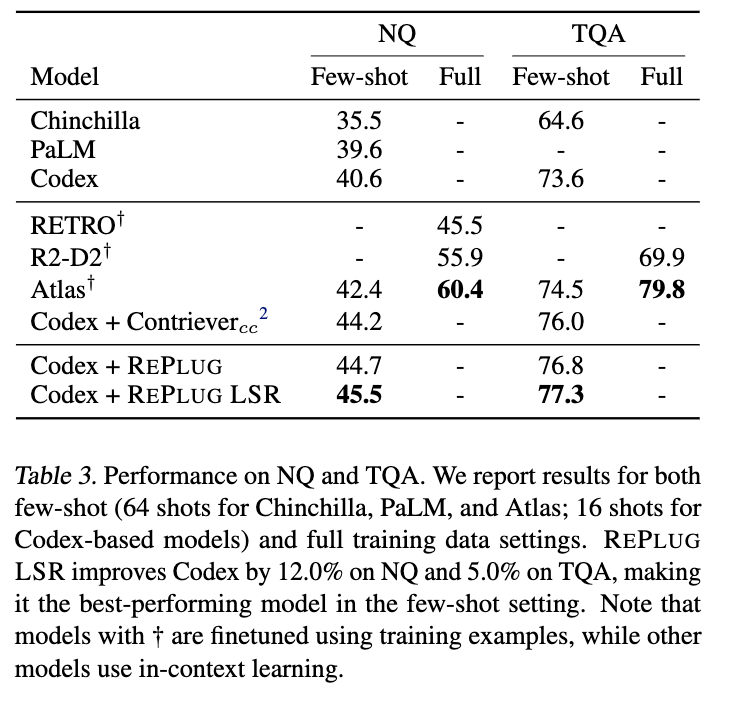 NQ TQA
Model Few-shot Full Few-shot Full
Chinchilla 35.5 - 64.6 -
PaLM 39.6 - - -
Codex 40.6 - 73.6 -
RETRO† - 45.5 - -
R2-D2† - 55.9 - 69.9
Atlas† 42.4 60.4 74.5 79.8
Codex + Contriever cc 2 44.2 - 76.0 -
Codex + REPLUG 44.7 - 76.8 -
Codex + REPLUG LSR 45.5 - 77.3 -
Table 3. Performance on NQ and TQA. We report results for both
few-shot (64 shots for Chinchilla, PaLM, and Atlas; 16 shots for
Codex-based models) and full training data settings. REPLUG
LSR improves Codex by 12.0% on NQ and 5.0% on TQA, making
it the best-performing model in the few-shot setting. Note that
models with † are finetuned using training examples, while other
models use in-context learning.